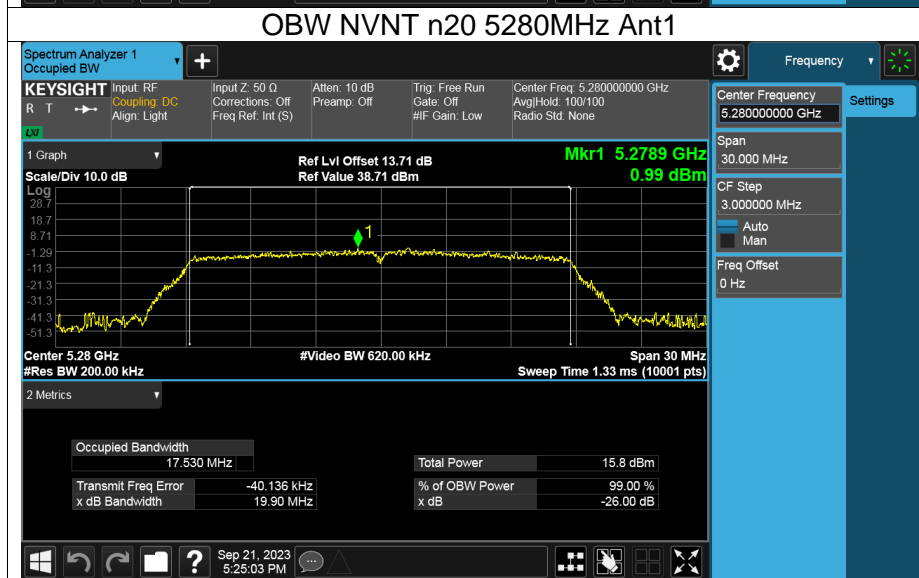 OBW NVNT n20 5280MHz Ant1
Spectrum Analyzer 1
Occupied BW
+
Frequency
KEYSIGHT
R T
LXI
Input: RF
Coupling: DC
Align: Light
Input Z: 50 Ω
Corrections: Off
Freq Ref: Int (S)
Atten: 10 dB
Preamp: Off
Trig: Free Run
Gate: Off
#IF Gain: Low
Center Freq: 5.280000000 GHz
Avg|Hold: 100/100
Radio Std: None
Center Frequency
5.280000000 GHz
Settings
Span
30.000 MHz
CF Step
3.000000 MHz
Auto
Man
Freq Offset
0 Hz
1 Graph
Scale/Div 10.0 dB
Ref Lvl Offset 13.71 dB
Ref Value 38.71 dBm
Mkr1 5.2789 GHz
0.99 dBm
Log
28.7
18.7
8.71
-1.29
-11.3
-21.3
-31.3
-41.3
-51.3
1
Center 5.28 GHz
#Video BW 620.00 kHz
Span 30 MHz
#Res BW 200.00 kHz
Sweep Time 1.33 ms (10001 pts)
2 Metrics
Occupied Bandwidth
17.530 MHz
Total Power 15.8 dBm
Transmit Freq Error -40.136 kHz
% of OBW Power 99.00 %
x dB Bandwidth 19.90 MHz
x dB -26.00 dB
?
Sep 21, 2023
5:25:03 PM